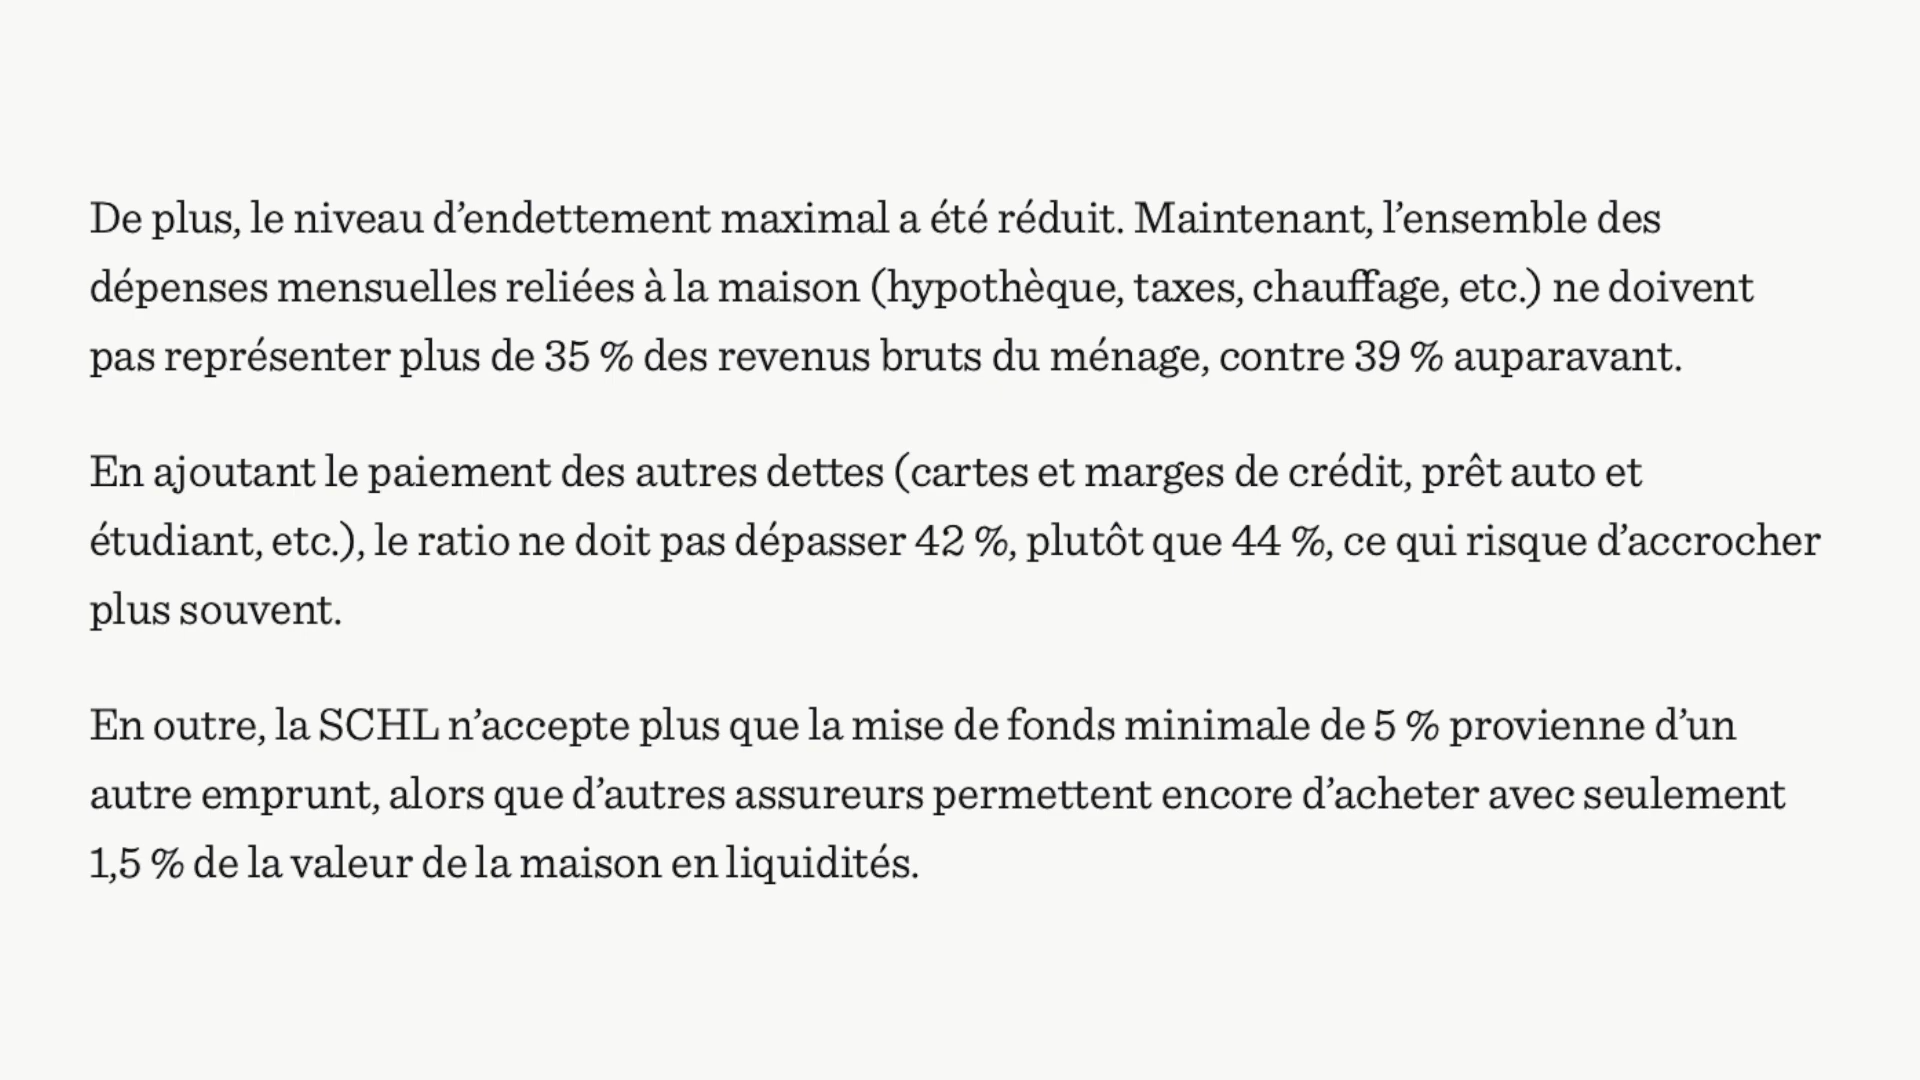 De plus, le niveau d’endettement maximal a été réduit. Maintenant, l’ensemble des
dépenses mensuelles reliées à la maison (hypothèque, taxes, chauffage, etc.) ne doivent
pas représenter plus de 35 % des revenus bruts du ménage, contre 39 % auparavant.
En ajoutant le paiement des autres dettes (cartes et marges de crédit, prêt auto et
étudiant, etc.), le ratio ne doit pas dépasser 42 %, plutôt que 44 %, ce qui risque d’accrocher
plus souvent.
En outre, la SCHL n’accepte plus que la mise de fonds minimale de 5 % provienne d’un
autre emprunt, alors que d’autres assureurs permettent encore d’acheter avec seulement
1,5 % de la valeur de la maison en liquidités.